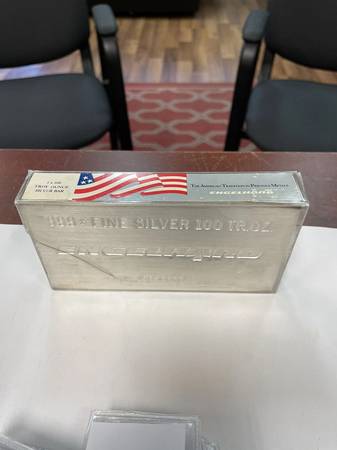 1 x 100
TROY OUNCE
SILVER BAR
THE AMERICAN TRADITION IN PRECIOUS METALS
ENGELHARD
999+ FINE SILVER 100 TR.OZ.
ENGELHARD